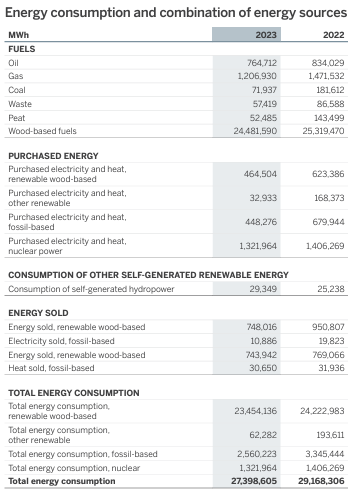 Energy consumption and combination of energy sources
MWh 2023 2022
FUELS
Oil 764,712 834,029
Gas 1,206,930 1,471,532
Coal 71,937 181,612
Waste 57,419 86,588
Peat 52,485 143,499
Wood-based fuels 24,481,590 25,319,470
PURCHASED ENERGY
Purchased electricity and heat,
renewable wood-based 464,504 623,386
Purchased electricity and heat,
other renewable 32,933 168,373
Purchased electricity and heat,
fossil-based 448,276 679,944
Purchased electricity and heat,
nuclear power 1,321,964 1,406,269
CONSUMPTION OF OTHER SELF-GENERATED RENEWABLE ENERGY
Consumption of self-generated hydropower 29,349 25,238
ENERGY SOLD
Energy sold, renewable wood-based 748,016 950,807
Electricity sold, fossil-based 10,886 19,823
Energy sold, renewable wood-based 743,942 769,066
Heat sold, fossil-based 30,650 31,936
TOTAL ENERGY CONSUMPTION
Total energy consumption,
renewable wood-based 23,454,136 24,222,983
Total energy consumption,
other renewable 62,282 193,611
Total energy consumption, fossil-based 2,560,223 3,345,444
Total energy consumption, nuclear 1,321,964 1,406,269
Total energy consumption 27,398,605 29,168,306